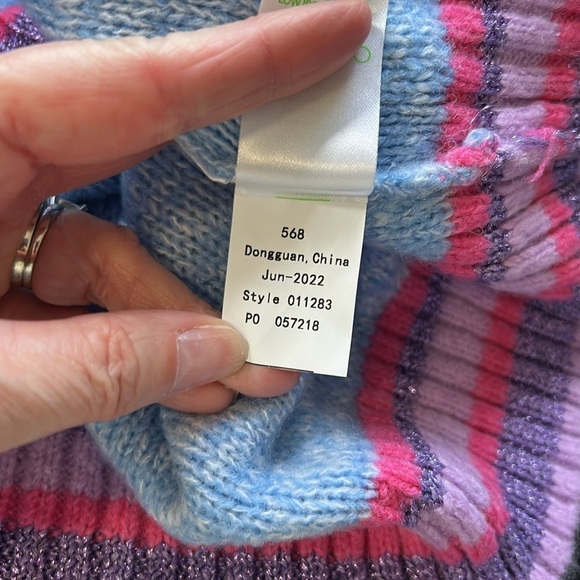 568
Dongguan, China
Jun-2022
Style 011283
PO 057218